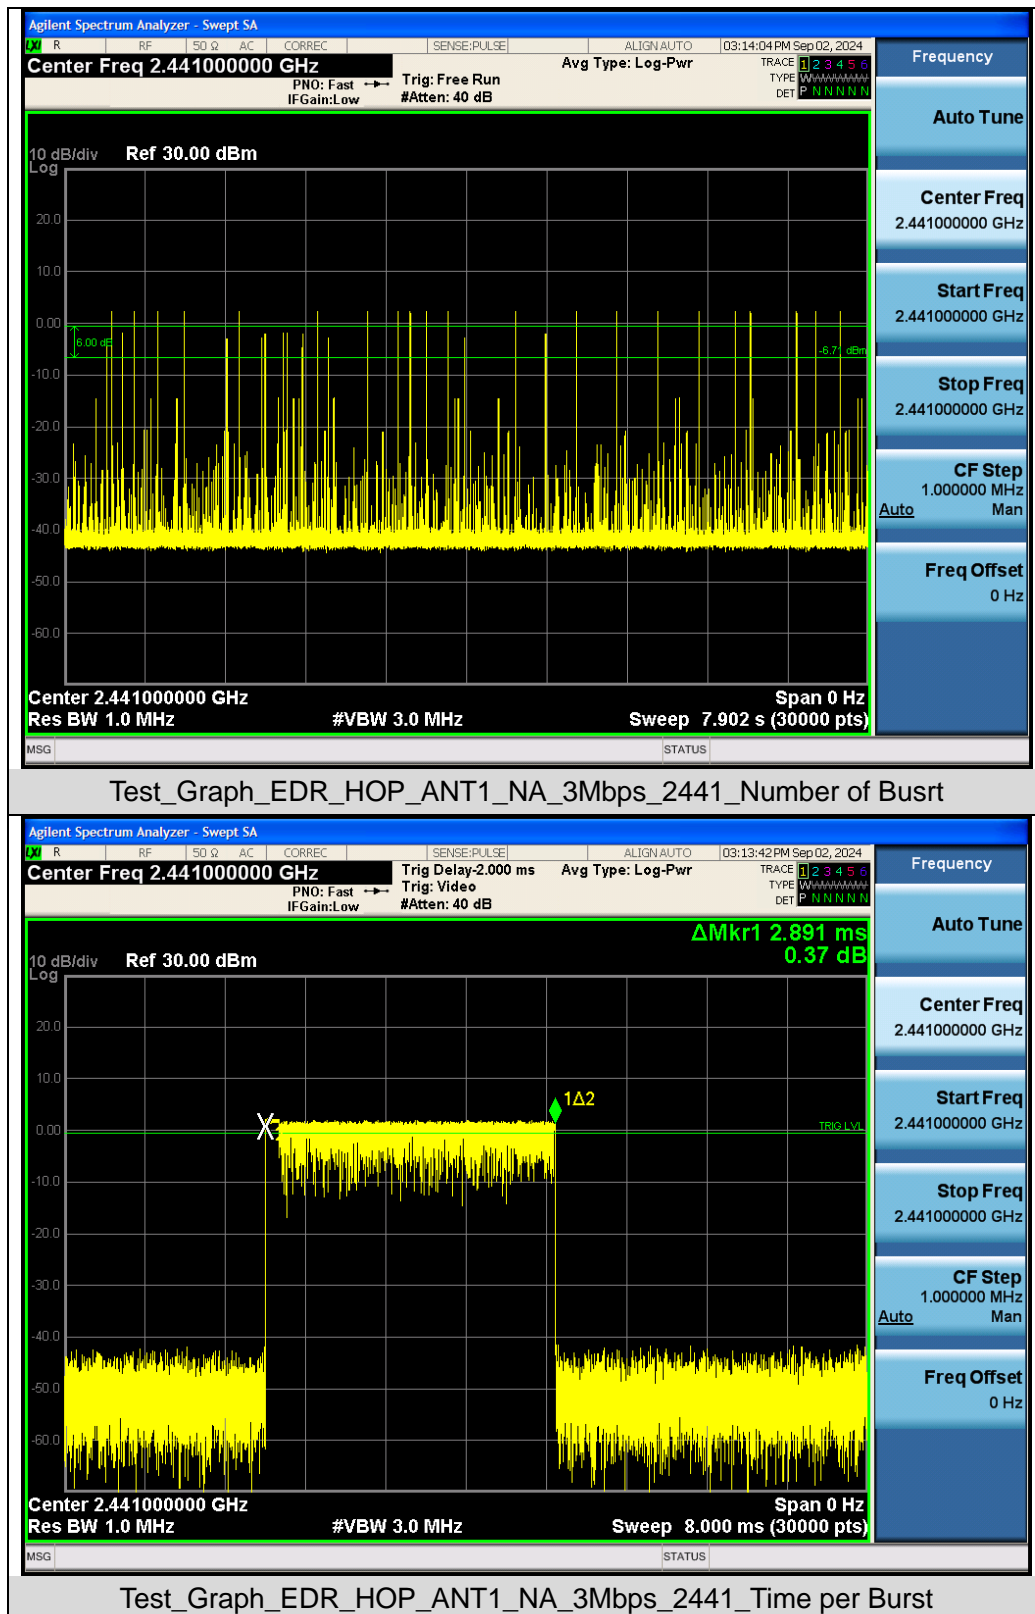 Agilent Spectrum Analyzer - Swept SA
LXI R RF 50 Ω AC CORREC SENSE:PULSE ALIGN AUTO 03:14:04 PM Sep 02, 2024
Center Freq 2.441000000 GHz
PNO: Fast
IFGain:Low
Trig: Free Run
#Atten: 40 dB
Avg Type: Log-Pwr
TRACE 1 2 3 4 5 6
TYPE
DET P N N N N N
10 dB/div Ref 30.00 dBm
Log
20.0
10.0
0.00
6.00 dB
-6.71 dBm
-10.0
-20.0
-30.0
-40.0
-50.0
-60.0
Center 2.441000000 GHz Span 0 Hz
Res BW 1.0 MHz #VBW 3.0 MHz Sweep 7.902 s (30000 pts)
MSG STATUS
Frequency
Auto Tune
Center Freq
2.441000000 GHz
Start Freq
2.441000000 GHz
Stop Freq
2.441000000 GHz
CF Step
1.000000 MHz
Auto Man
Freq Offset
0 Hz
Test_Graph_EDR_HOP_ANT1_NA_3Mbps_2441_Number of Busrt
Agilent Spectrum Analyzer - Swept SA
LXI R RF 50 Ω AC CORREC SENSE:PULSE ALIGN AUTO 03:13:42 PM Sep 02, 2024
Center Freq 2.441000000 GHz
PNO: Fast
IFGain:Low
Trig Delay-2.000 ms
Trig: Video
#Atten: 40 dB
Avg Type: Log-Pwr
TRACE 1 2 3 4 5 6
TYPE
DET P N N N N N
ΔMkr1 2.891 ms
0.37 dB
10 dB/div Ref 30.00 dBm
Log
20.0
10.0
1Δ2
0.00
TRIG LVL
-10.0
-20.0
-30.0
-40.0
-50.0
-60.0
Center 2.441000000 GHz Span 0 Hz
Res BW 1.0 MHz #VBW 3.0 MHz Sweep 8.000 ms (30000 pts)
MSG STATUS
Frequency
Auto Tune
Center Freq
2.441000000 GHz
Start Freq
2.441000000 GHz
Stop Freq
2.441000000 GHz
CF Step
1.000000 MHz
Auto Man
Freq Offset
0 Hz
Test_Graph_EDR_HOP_ANT1_NA_3Mbps_2441_Time per Burst